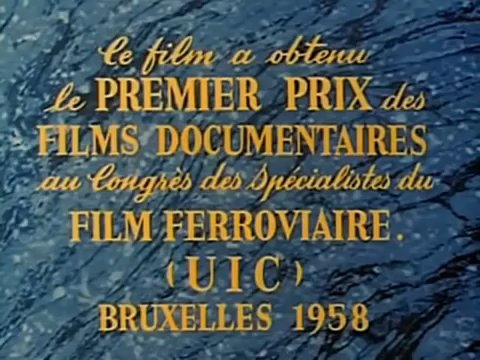 Ce film a obtenu
le PREMIER PRIX des
FILMS DOCUMENTAIRES
au Congrès des Spécialistes du
FILM FERROVIAIRE.
(UIC)
BRUXELLES 1958